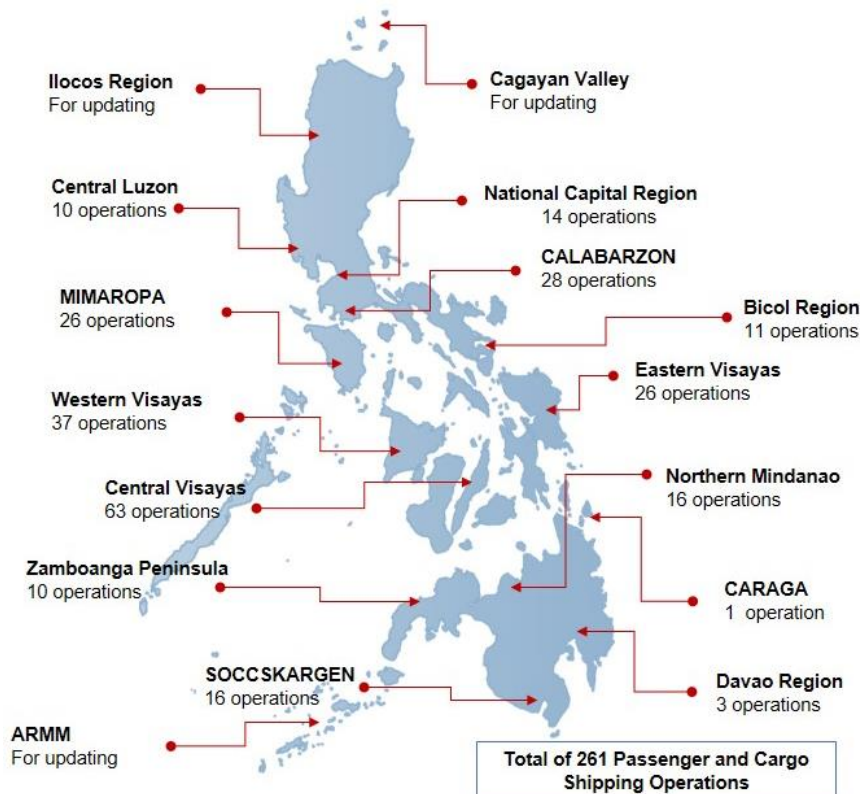 Ilocos Region
For updating
Cagayan Valley
For updating
Central Luzon
10 operations
National Capital Region
14 operations
CALABARZON
28 operations
MIMAROPA
26 operations
Bicol Region
11 operations
Eastern Visayas
26 operations
Western Visayas
37 operations
Northern Mindanao
16 operations
Central Visayas
63 operations
Zamboanga Peninsula
10 operations
CARAGA
1 operation
SOCCSKARGEN
16 operations
Davao Region
3 operations
ARMM
For updating
Total of 261 Passenger and Cargo
Shipping Operations